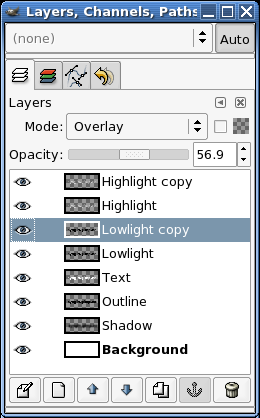 Layers, Channels, Paths
(none)
Auto
Layers
Mode: Overlay
Opacity: 56.9
Highlight copy
Highlight
Lowlight copy
Lowlight
Text
Outline
Shadow
Background